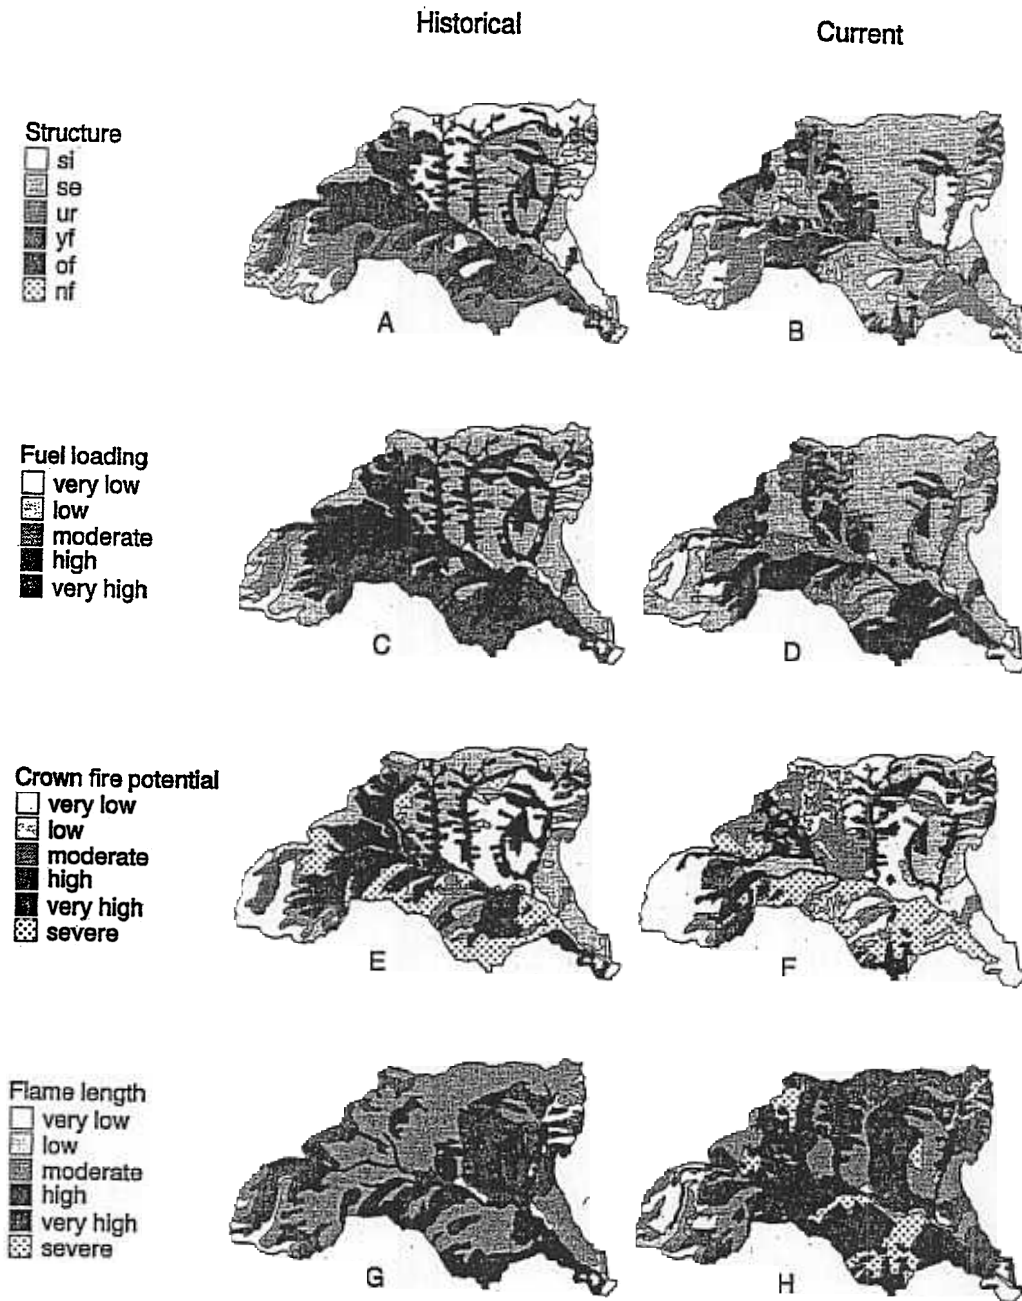 Historical
Current
Structure
si
se
ur
yf
of
nf
A
B
Fuel loading
very low
low
moderate
high
very high
C
D
Crown fire potential
very low
low
moderate
high
very high
severe
E
F
Flame length
very low
low
moderate
high
very high
severe
G
H